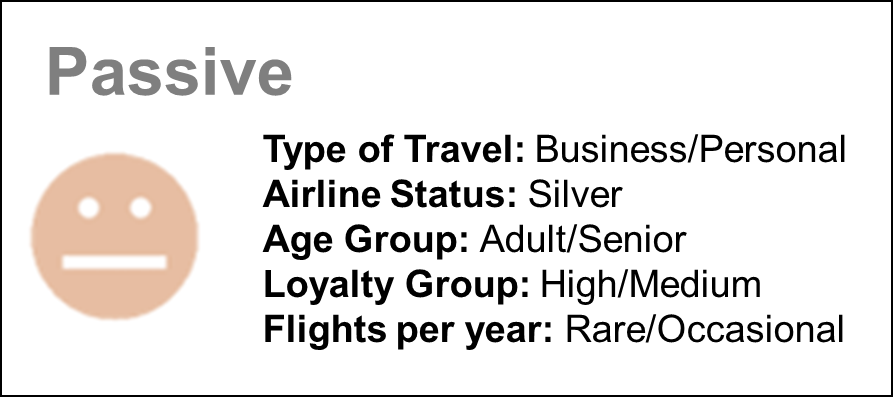 Passive
Type of Travel: Business/Personal
Airline Status: Silver
Age Group: Adult/Senior
Loyalty Group: High/Medium
Flights per year: Rare/Occasional